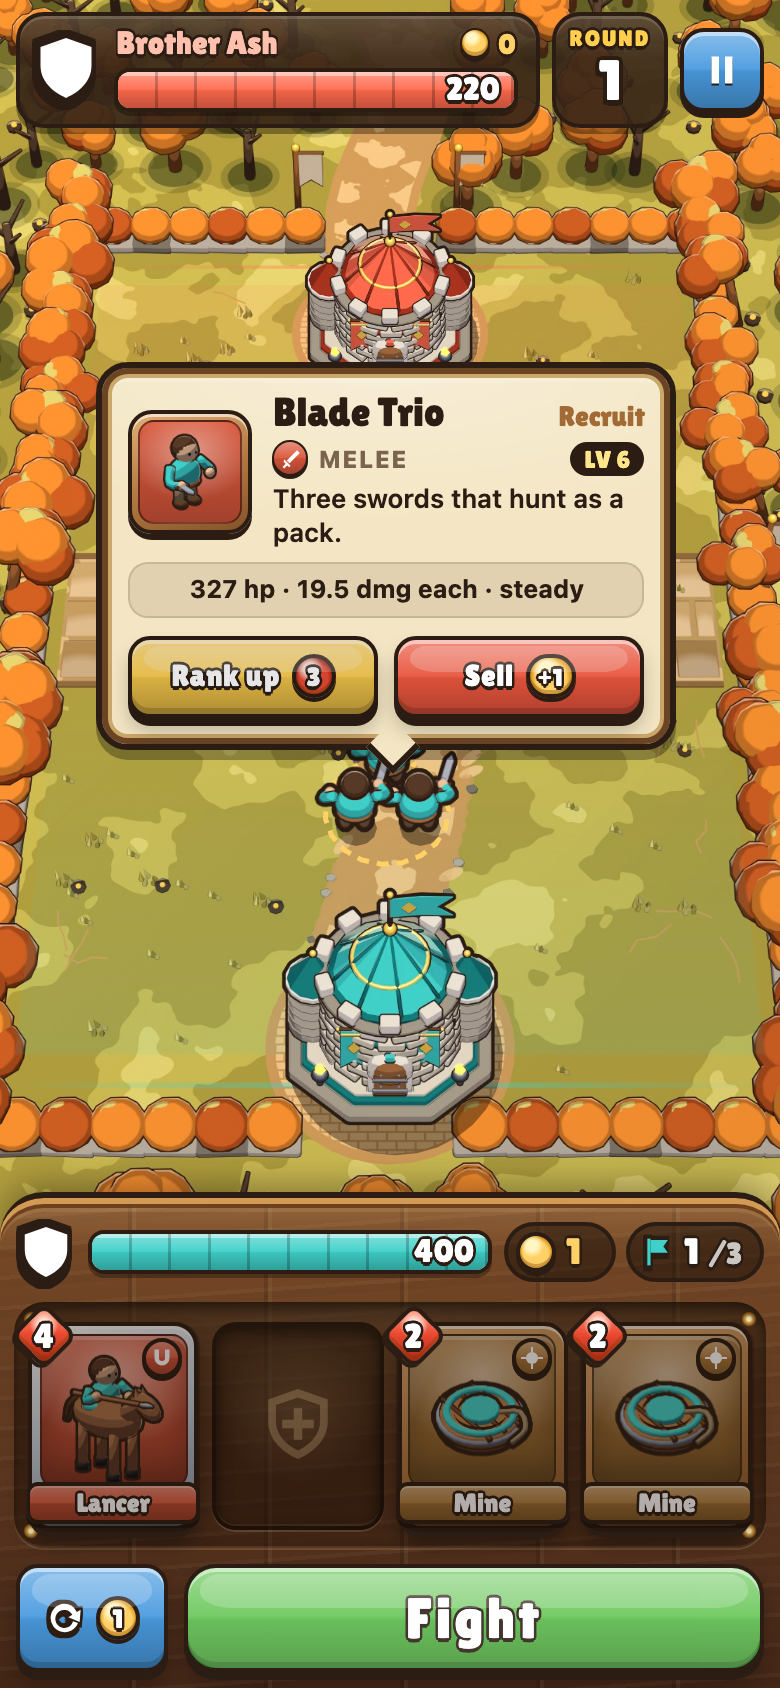 Brother Ash
0
220
ROUND
1
Blade Trio
Recruit
MELEE
LV 6
Three swords that hunt as a
pack.
327 hp · 19.5 dmg each · steady
Rank up 3
Sell +1
400
1
1 /3
4
2
2
Lancer
Mine
Mine
1
Fight